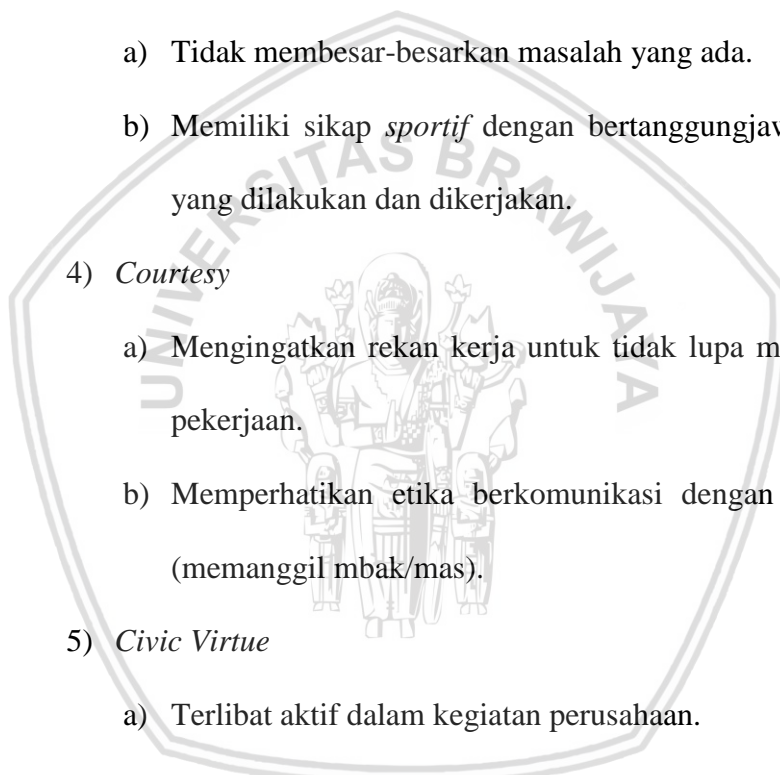 a) Tidak membesar-besarkan masalah yang ada.
b) Memiliki sikap sportif dengan
yang dilakukan dan dikerjakan.
4) Courtesy
a) Mengingatkan rekan kerja untuk tidak lupa
pekerjaan.
b) Memperhatikan etika berkomunikasi dengan
(memanggil mbak/mas).
5) Civic Virtue
a) Terlibat aktif dalam kegiatan perusahaan.
UNIVERSITAS BRAWIJAYA